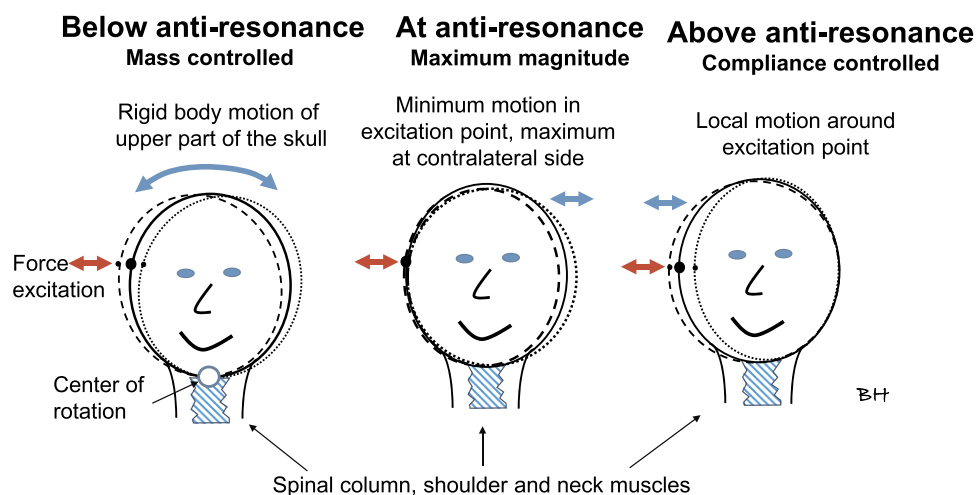 Below anti-resonance
Mass controlled
Rigid body motion of
upper part of the skull
At anti-resonance
Maximum magnitude
Minimum motion in
excitation point, maximum
at contralateral side
Above anti-resonance
Compliance controlled
Local motion around
excitation point
Force
excitation
Center of
rotation
BH
Spinal column, shoulder and neck muscles